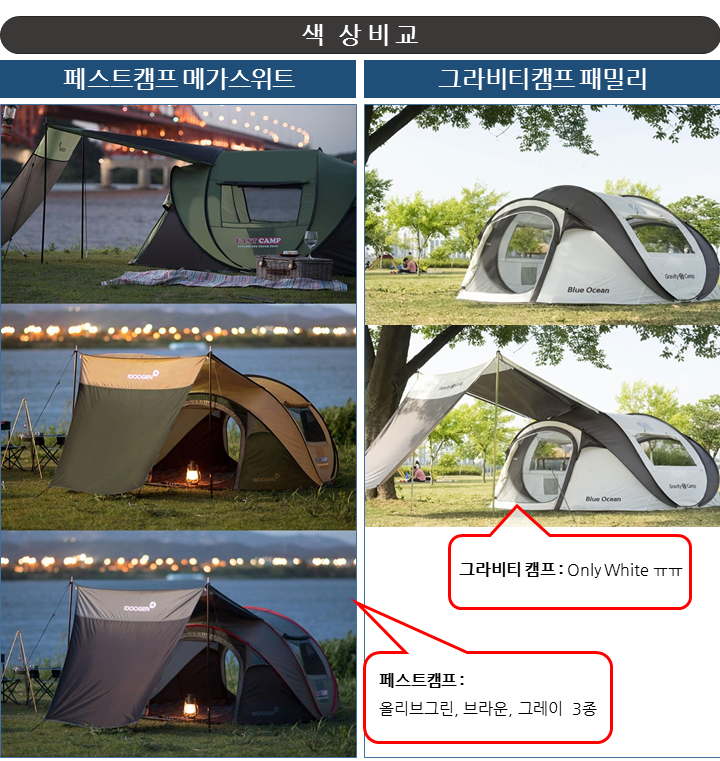 색 상 비 교
페스트캠프 메가스위트
그라비티캠프 패밀리
FAST CAMP
IDOOGEN
IDOOGEN
Gravity Camp
Blue Ocean
Gravity Camp
Gravity Camp
Blue Ocean
그라비티 캠프 : Only White ㅠㅠ
페스트캠프 :
올리브그린, 브라운, 그레이 3종